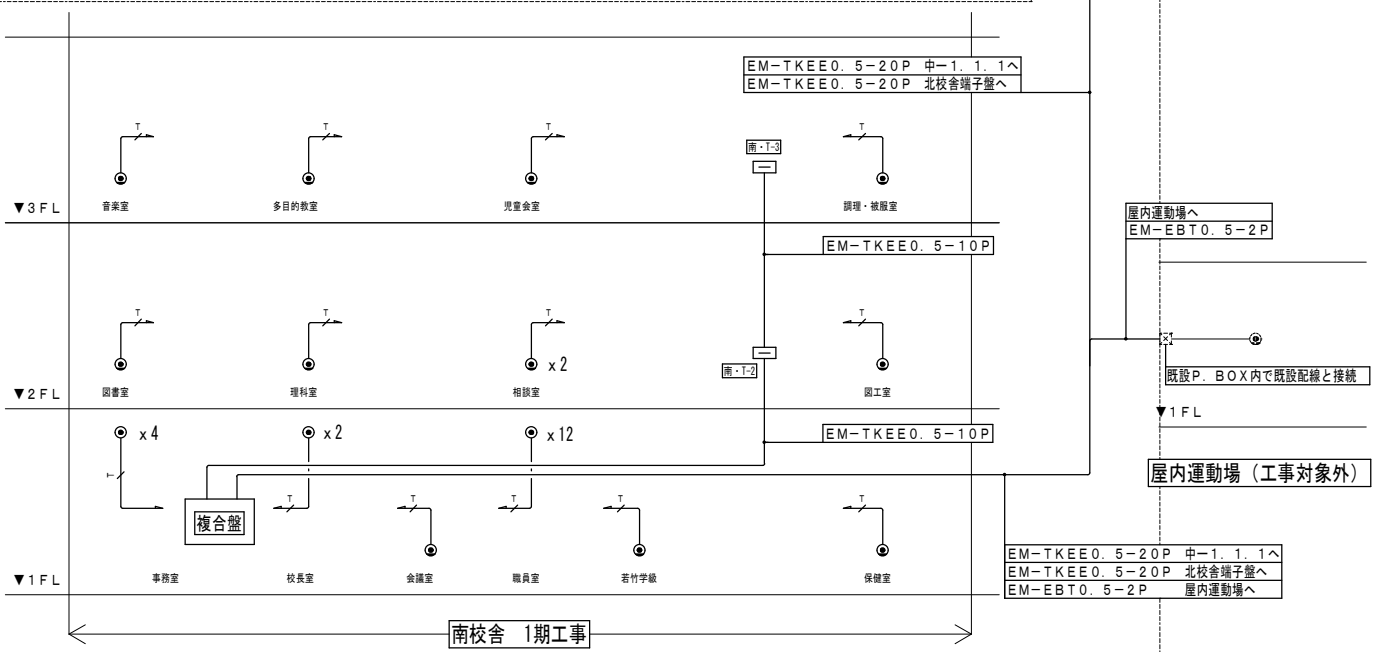 EM-TKEE0.5-20P 中-1.1.1へ
EM-TKEE0.5-20P 北校舎端子盤へ
T
T
T
T
南・T-3
▼3FL
音楽室
多目的教室
児童会室
調理・被服室
屋内運動場へ
EM-EBT0.5-2P
EM-TKEE0.5-10P
T
T
T
T
x2
南・T-2
既設P.BOX内で既設配線と接続
▼2FL
図書室
理科室
相談室
図工室
▼1FL
x4
x2
x12
EM-TKEE0.5-10P
屋内運動場(工事対象外)
T
T
T
T
T
T
複合盤
EM-TKEE0.5-20P 中-1.1.1へ
EM-TKEE0.5-20P 北校舎端子盤へ
EM-EBT0.5-2P 屋内運動場へ
▼1FL
事務室
校長室
会議室
職員室
若竹学級
保健室
南校舎 1期工事